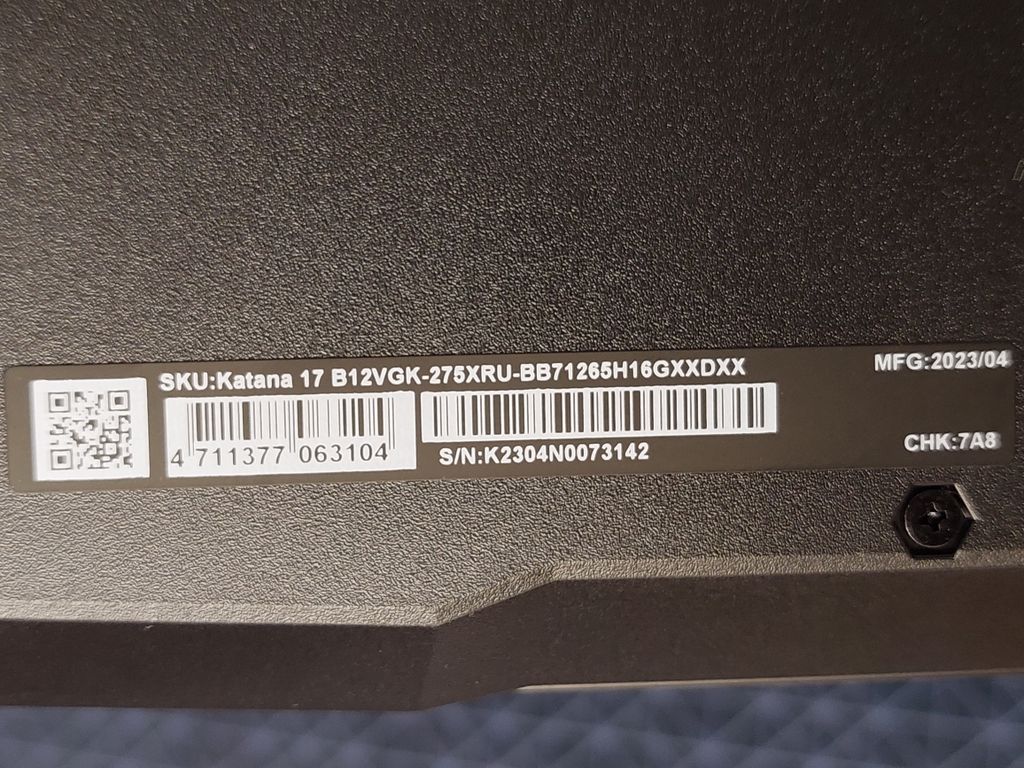 SKU:Katana 17 B12VGK-275XRU-BB71265H16GXXDXX
MFG:2023/04
4 711377 063104
S/N:K2304N0073142
CHK:7A8